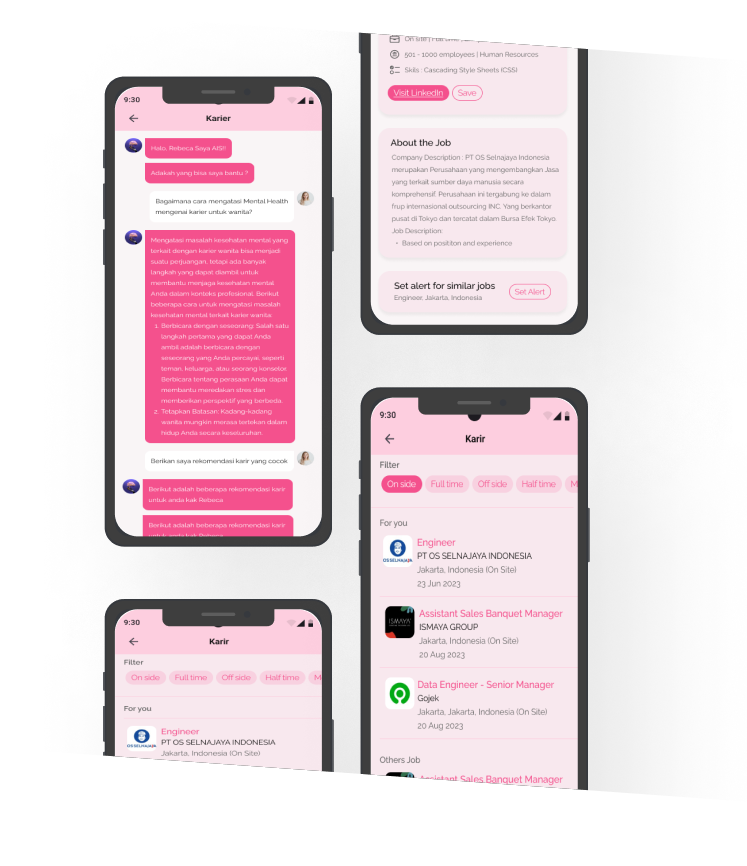 9:30
Karier
Halo, Rebeca Saya AISI!
Adakah yang bisa saya bantu ?
Bagaimana cara mengatasi Mental Health
mengenai karier untuk wanita?
Mengatasi masalah kesehatan mental yang
terkait dengan karier wanita bisa menjadi
suatu perjuangan, tetapi ada banyak
langkah yang dapat diambil untuk
membantu menjaga kesehatan mental
Anda dalam konteks profesional. Berikut
beberapa cara untuk mengatasi masalah
kesehatan mental terkait karier wanita:
1. Berbicara dengan seseorang: Salah satu
langkah pertama yang dapat Anda
ambil adalah berbicara dengan
seseorang yang Anda percayai, seperti
teman, keluarga, atau seorang konselor.
Berbicara tentang perasaan Anda dapat
membantu meredakan stres dan
memberikan perspektif yang berbeda.
2. Tetapkan Batasan: Kadang-kadang
wanita mungkin merasa tertekan dalam
hidup Anda secara keseluruhan.
Berikan saya rekomendasi karir yang cocok
Berikut adalah beberapa rekomendasi karir
untuk anda kak Rebeca
Berikut adalah beberapa rekomendasi karir
untuk anda kak Rebeca
On site |
501 - 1000 employees | Human Resources
Skils : Cascading Style Sheets (CSS)
Visit LinkedIn
Save
About the Job
Company Description : PT OS Selnajaya Indonesia
merupakan Perusahaan yang mengembangkan Jasa
yang terkait sumber daya manusia secara
komprehensif. Perusahaan ini tergabung ke dalam
frup internasional outsourcing INC. Yang berkantor
pusat di Tokyo dan tercatat dalam Bursa Efek Tokyo.
Job Description:
• Based on posititon and experience
Set alert for similar jobs
Engineer, Jakarta, Indonesia
Set Alert
9:30
Karir
Filter
On side
Full time
Off side
Half time
M
For you
OS SELNAJAYA
Engineer
PT OS SELNAJAYA INDONESIA
Jakarta, Indonesia (On Site)
23 Jun 2023
ISMAYA
Assistant Sales Banquet Manager
ISMAYA GROUP
Jakarta, Indonesia (On Site)
20 Aug 2023
Data Engineer - Senior Manager
Gojek
Jakarta, Jakarta, Indonesia (On Site)
20 Aug 2023
Others Job
Assistant Sales Banquet Manager
9:30
Karir
Filter
On side
Full time
Off side
Half time
M
For you
OS SELNAJAYA
Engineer
PT OS SELNAJAYA INDONESIA
Jakarta, Indonesia (On Site)